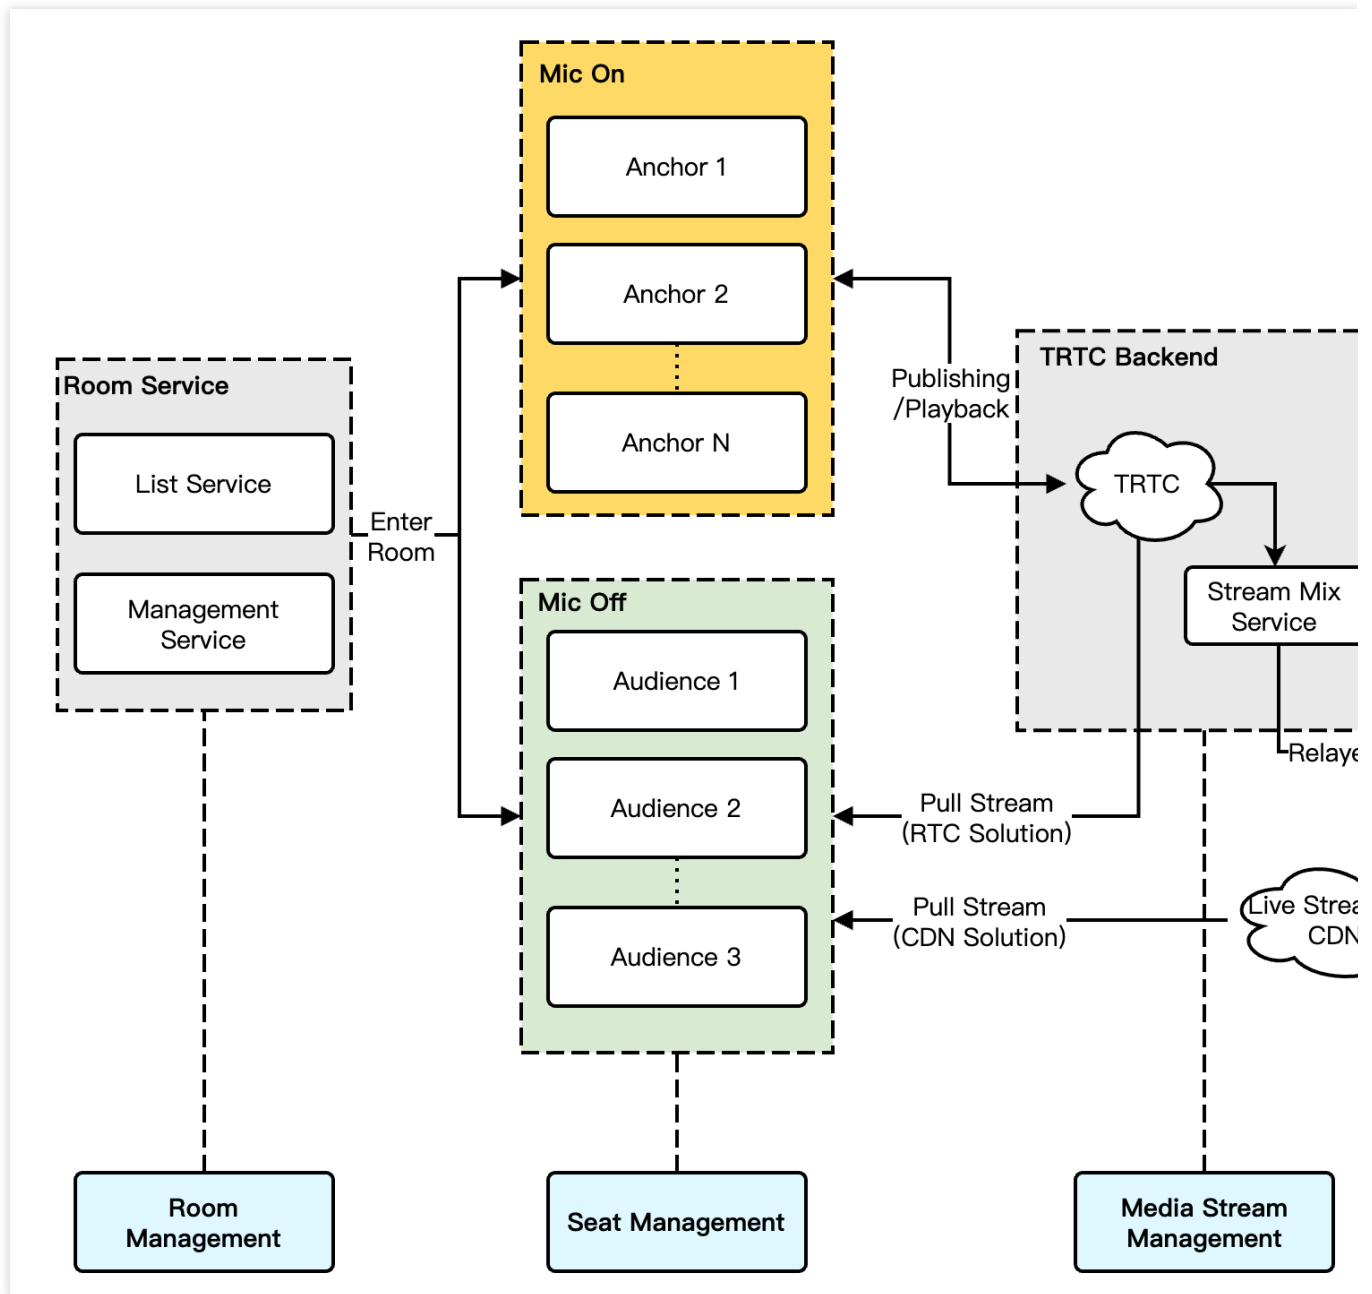 Mic On
Anchor 1
Anchor 2
Anchor N
Room Service
List Service
Management
Service
Enter
Room
Publishing
/Playback
TRTC Backend
TRTC
Stream Mix
Service
Mic Off
Audience 1
Audience 2
Audience 3
Pull Stream
(RTC Solution)
Pull Stream
(CDN Solution)
Live
CDN
Room
Management
Seat Management
Media Stream
Management